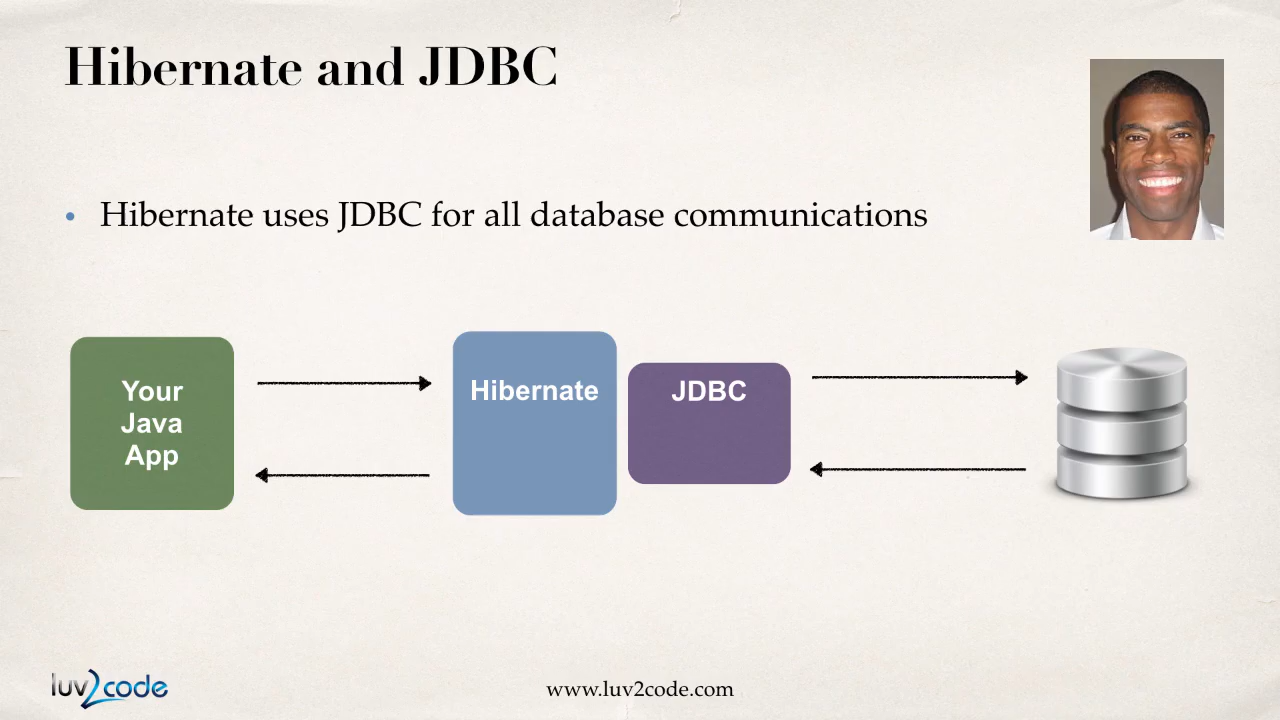 Hibernate and JDBC
• Hibernate uses JDBC for all database communications
Your
Java
App
Hibernate
JDBC
luv2code
www.luv2code.com